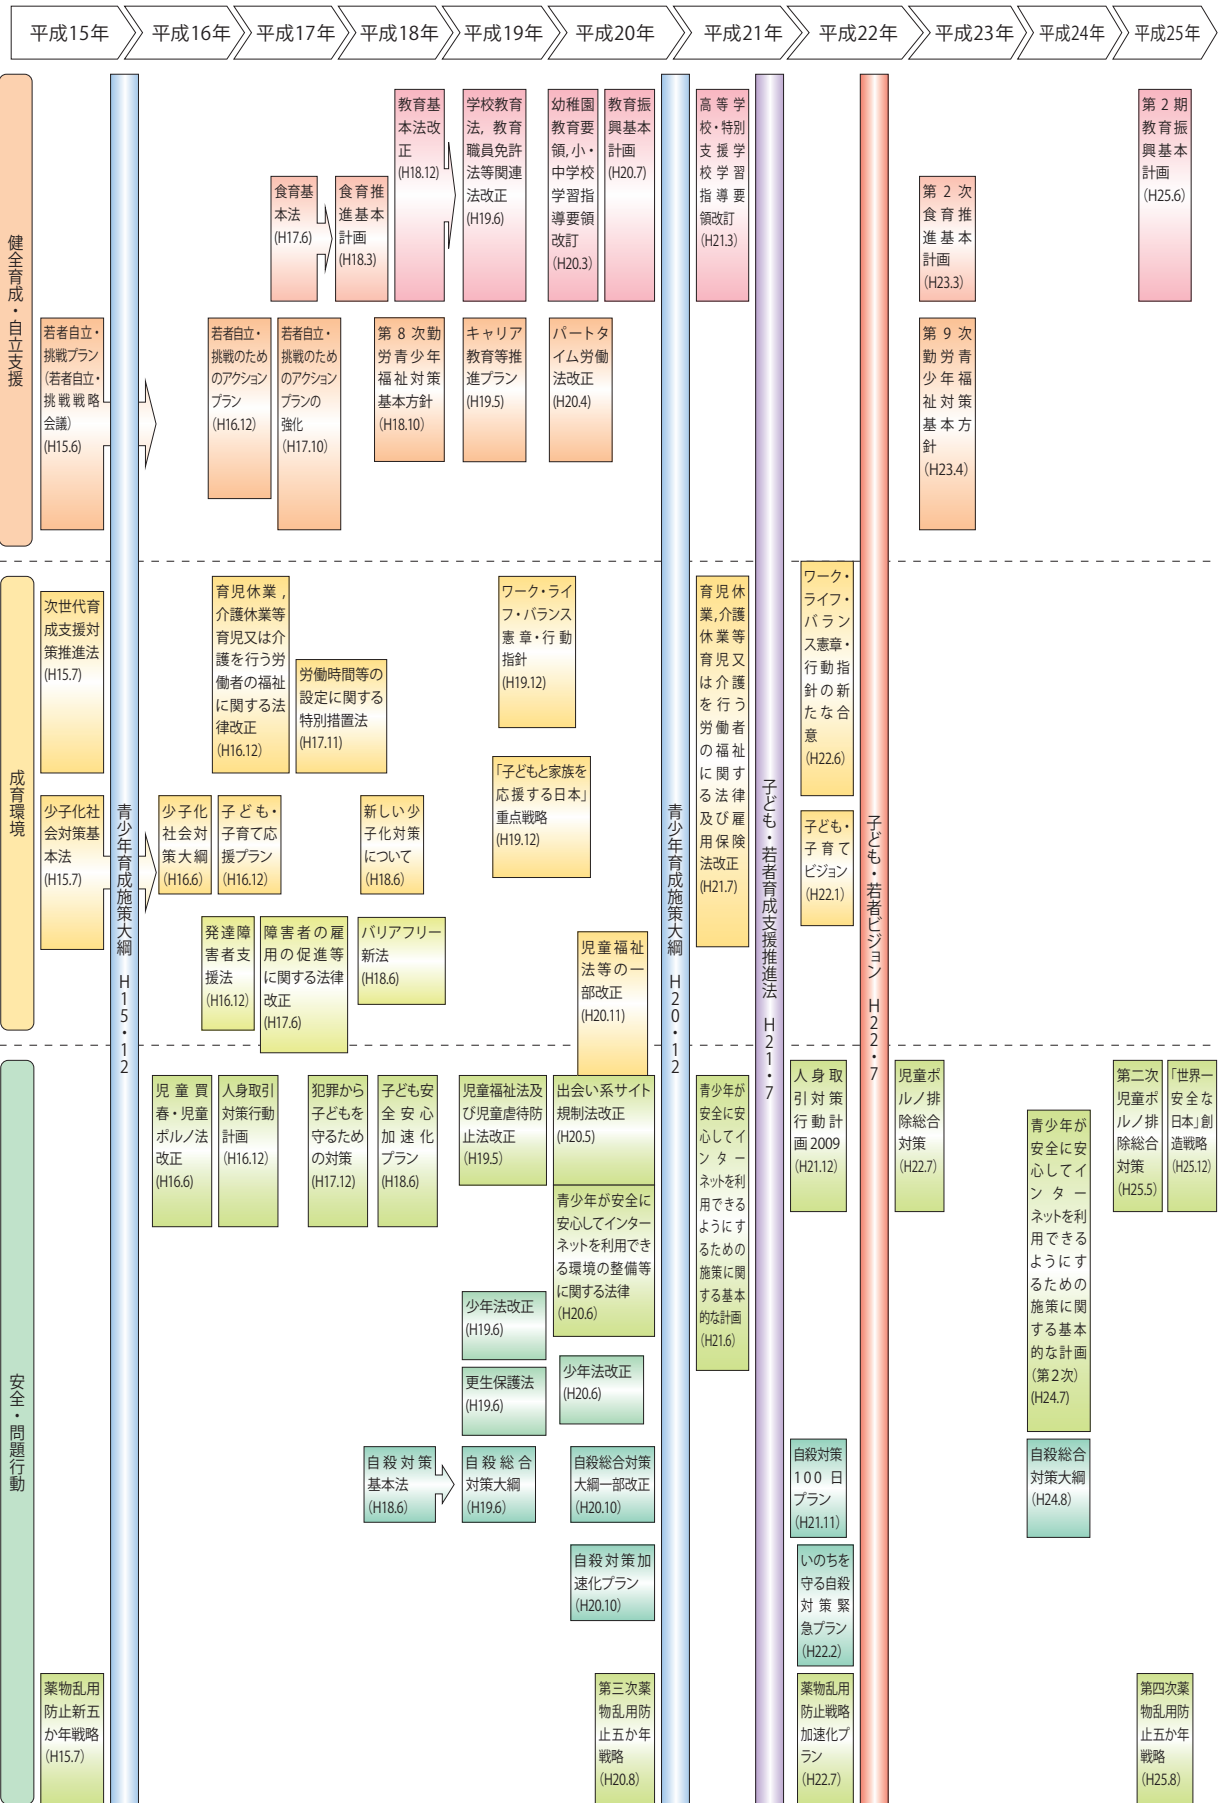 平成15年
平成16年
平成17年
平成18年
平成19年
平成20年
平成21年
平成22年
平成23年
平成24年
平成25年
健全育成・自立支援
教育基
本法改
正
(H18.12)
学校教育
法，教育
職員免許
法等関連
法改正
(H19.6)
幼稚園
教育要
領,小・
中学校
学習指
導要領
改訂
(H20.3)
教育振
興基本
計画
(H20.7)
高等学
校・特別
支援学
校学習
指導要
領改訂
(H21.3)
第2期
教育振
興基本
計画
(H25.6)
食育基
本法
(H17.6)
食育推
進基本
計画
(H18.3)
第2次
食育推
進基本
計画
(H23.3)
若者自立・
挑戦プラン
(若者自立・
挑戦戦略
会議)
(H15.6)
若者自立・
挑戦のため
のアクション
プラン
(H16.12)
若者自立・
挑戦のため
のアクション
プランの
強化
(H17.10)
第8次勤
労青少年
福祉対策
基本方針
(H18.10)
キャリア
教育等推
進プラン
(H19.5)
パートタ
イム労働
法改正
(H20.4)
第9次
勤労青
少年福
祉対策
基本方
針
(H23.4)
成育環境
次世代育
成支援対
策推進法
(H15.7)
育児休業，
介護休業等
育児又は介
護を行う労
働者の福祉
に関する法
律改正
(H16.12)
労働時間等の
設定に関する
特別措置法
(H17.11)
ワーク・ライ
フ・バランス
憲章・行動
指針
(H19.12)
育児休
業,介護
休業等
育児又
は介護
を行う
労働者
の福祉
に関す
る法律
及び雇
用保険
法改正
(H21.7)
ワーク・
ライフ・
バラン
ス憲章・
行動指
針の新
たな合
意
(H22.6)
「子どもと家族を
応援する日本」
重点戦略
(H19.12)
少子化社
会対策基
本法
(H15.7)
少子化
社会対
策大綱
(H16.6)
子ども・
子育て応
援プラン
(H16.12)
新しい少
子化対策
について
(H18.6)
子ども・
子育て
ビジョン
(H22.1)
発達障
害者支
援法
(H16.12)
障害者の雇
用の促進等
に関する法律
改正
(H17.6)
バリアフリー
新法
(H18.6)
児童福祉
法等の一
部改正
(H20.11)
青少年育成施策大綱 H15・12
青少年育成施策大綱 H20・12
子ども・若者育成支援推進法 H21・7
子ども・若者ビジョン H22・7
安全・問題行動
児童買
春・児童
ポルノ法
改正
(H16.6)
人身取引
対策行動
計画
(H16.12)
犯罪から
子どもを
守るため
の対策
(H17.12)
子ども安
全安心
加速化
プラン
(H18.6)
児童福祉法及
び児童虐待防
止法改正
(H19.5)
出会い系サイト
規制法改正
(H20.5)
青少年が安全に
安心してインター
ネットを利用でき
る環境の整備等
に関する法律
(H20.6)
青少年が
安全に安
心してイ
ンター
ネットを利
用できる
ようにす
るための
施策に関
する基本
的な計画
(H21.6)
人身取
引対策
行動計
画2009
(H21.12)
児童ポ
ルノ排
除総合
対策
(H22.7)
青少年が
安全に安
心してイ
ンター
ネットを利
用できる
ようにす
るための
施策に関
する基本
的な計画
(第2次)
(H24.7)
第二次
児童ポ
ルノ排
除総合
対策
(H25.5)
「世界一
安全な
日本」創
造戦略
(H25.12)
少年法改正
(H19.6)
更生保護法
(H19.6)
少年法改正
(H20.6)
自殺対策
基本法
(H18.6)
自殺総合
対策大綱
(H19.6)
自殺総合対策
大綱一部改正
(H20.10)
自殺対策
100日
プラン
(H21.11)
自殺総合
対策大綱
(H24.8)
自殺対策加
速化プラン
(H20.10)
いのちを
守る自殺
対策緊
急プラン
(H22.2)
薬物乱用
防止新五
か年戦略
(H15.7)
第三次薬
物乱用防
止五か年
戦略
(H20.8)
薬物乱用
防止戦略
加速化プ
ラン
(H22.7)
第四次薬
物乱用防
止五か年
戦略
(H25.8)